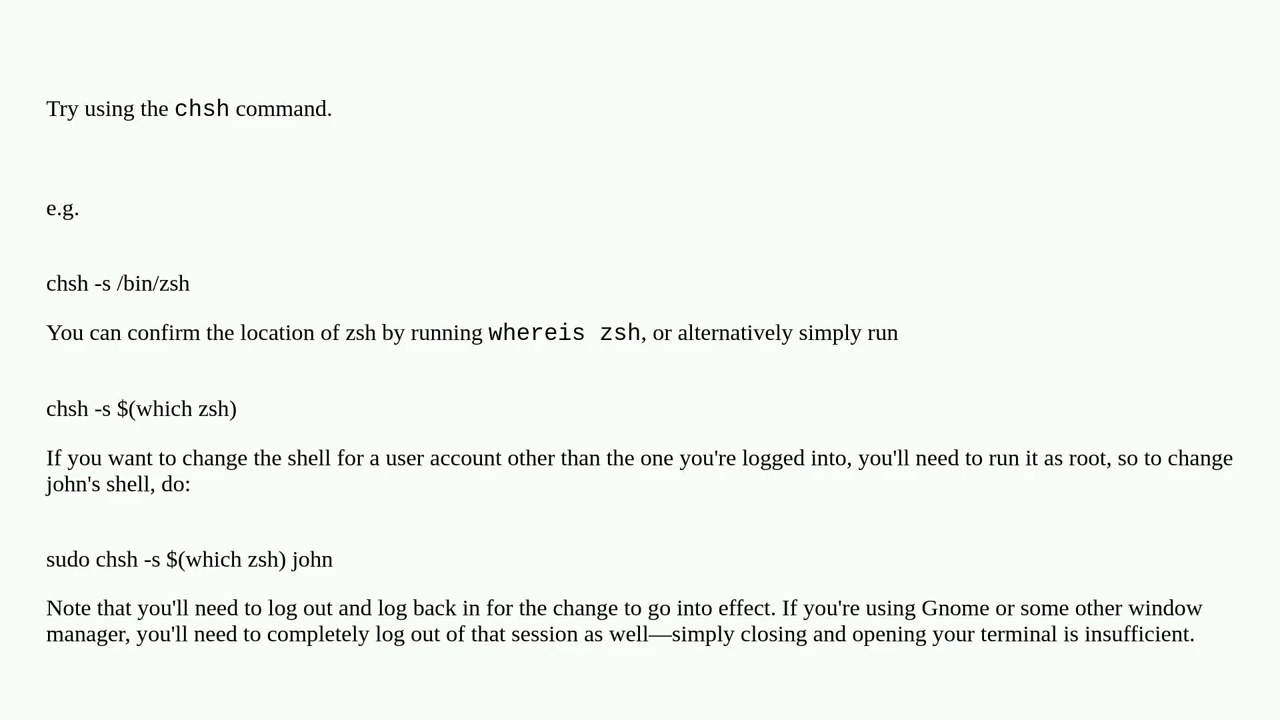 Try using the chsh command.
e.g.
chsh -s /bin/zsh
You can confirm the location of zsh by running whereis zsh, or alternatively simply run
chsh -s $(which zsh)
If you want to change the shell for a user account other than the one you're logged into, you'll need to run it as root, so to change
john's shell, do:
sudo chsh -s $(which zsh) john
Note that you'll need to log out and log back in for the change to go into effect. If you're using Gnome or some other window
manager, you'll need to completely log out of that session as well—simply closing and opening your terminal is insufficient.